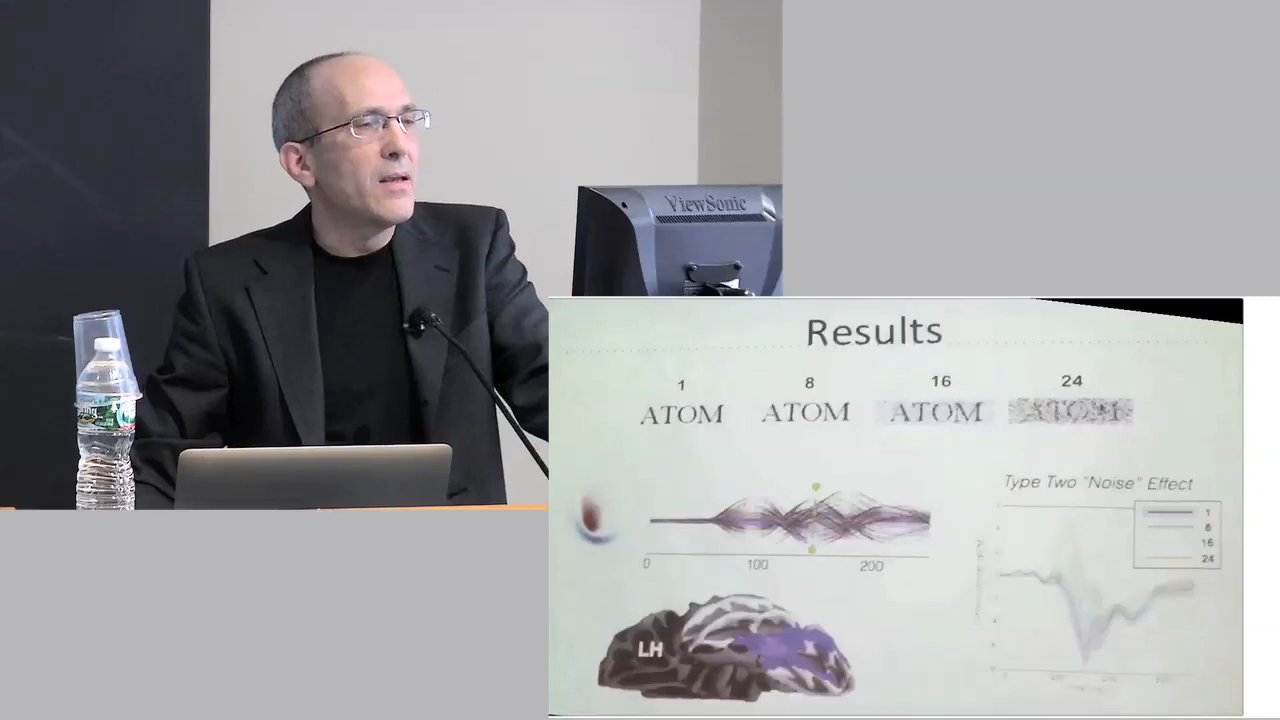 ViewSonic
Results
1 8 16 24
ATOM ATOM ATOM ATOM
Type Two "Noise" Effect
1
8
16
24
0 100 200
LH